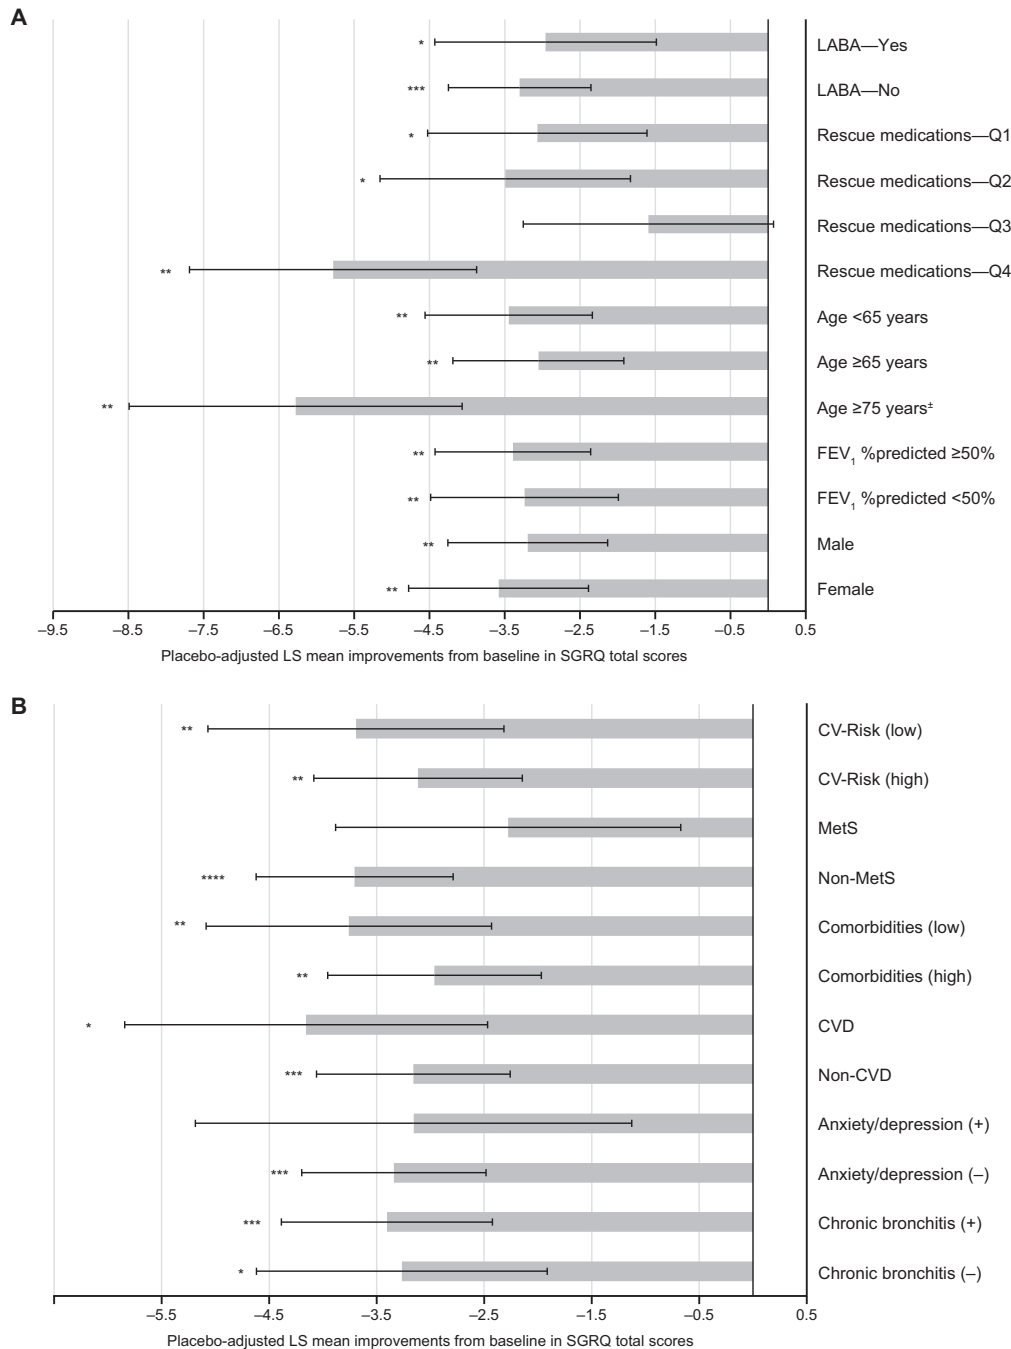 A
* LABA—Yes
*** LABA—No
* Rescue medications—Q1
* Rescue medications—Q2
Rescue medications—Q3
** Rescue medications—Q4
** Age <65 years
** Age ≥65 years
** Age ≥75 years±
** FEV1 %predicted ≥50%
** FEV1 %predicted <50%
** Male
** Female
–9.5 –8.5 –7.5 –6.5 –5.5 –4.5 –3.5 –2.5 –1.5 –0.5 0.5
Placebo-adjusted LS mean improvements from baseline in SGRQ total scores
B
** CV-Risk (low)
** CV-Risk (high)
MetS
**** Non-MetS
** Comorbidities (low)
** Comorbidities (high)
* CVD
*** Non-CVD
Anxiety/depression (+)
*** Anxiety/depression (–)
*** Chronic bronchitis (+)
* Chronic bronchitis (–)
–5.5 –4.5 –3.5 –2.5 –1.5 –0.5 0.5
Placebo-adjusted LS mean improvements from baseline in SGRQ total scores